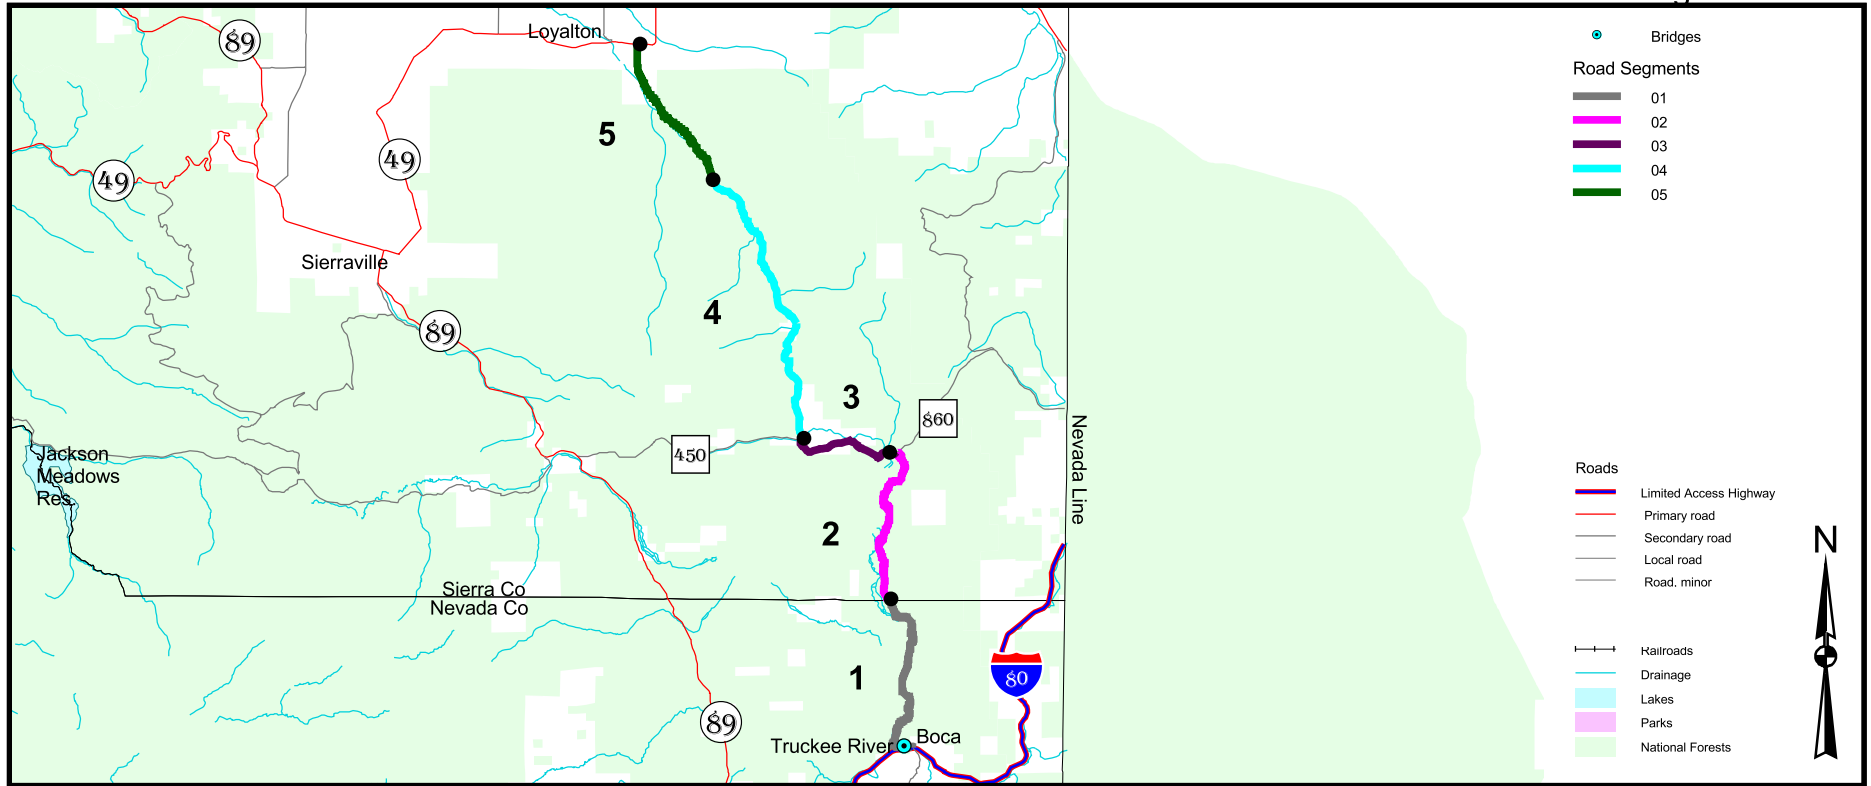 Loyalton
89
49
5
49
Sierraville
4
89
3
860
450
Jackson
Meadows
Res.
Nevada Line
2
Sierra Co
Nevada Co
1
80
89
Truckee River
Boca
Bridges
Road Segments
01
02
03
04
05
Roads
Limited Access Highway
Primary road
Secondary road
Local road
Road, minor
N
Railroads
Drainage
Lakes
Parks
National Forests